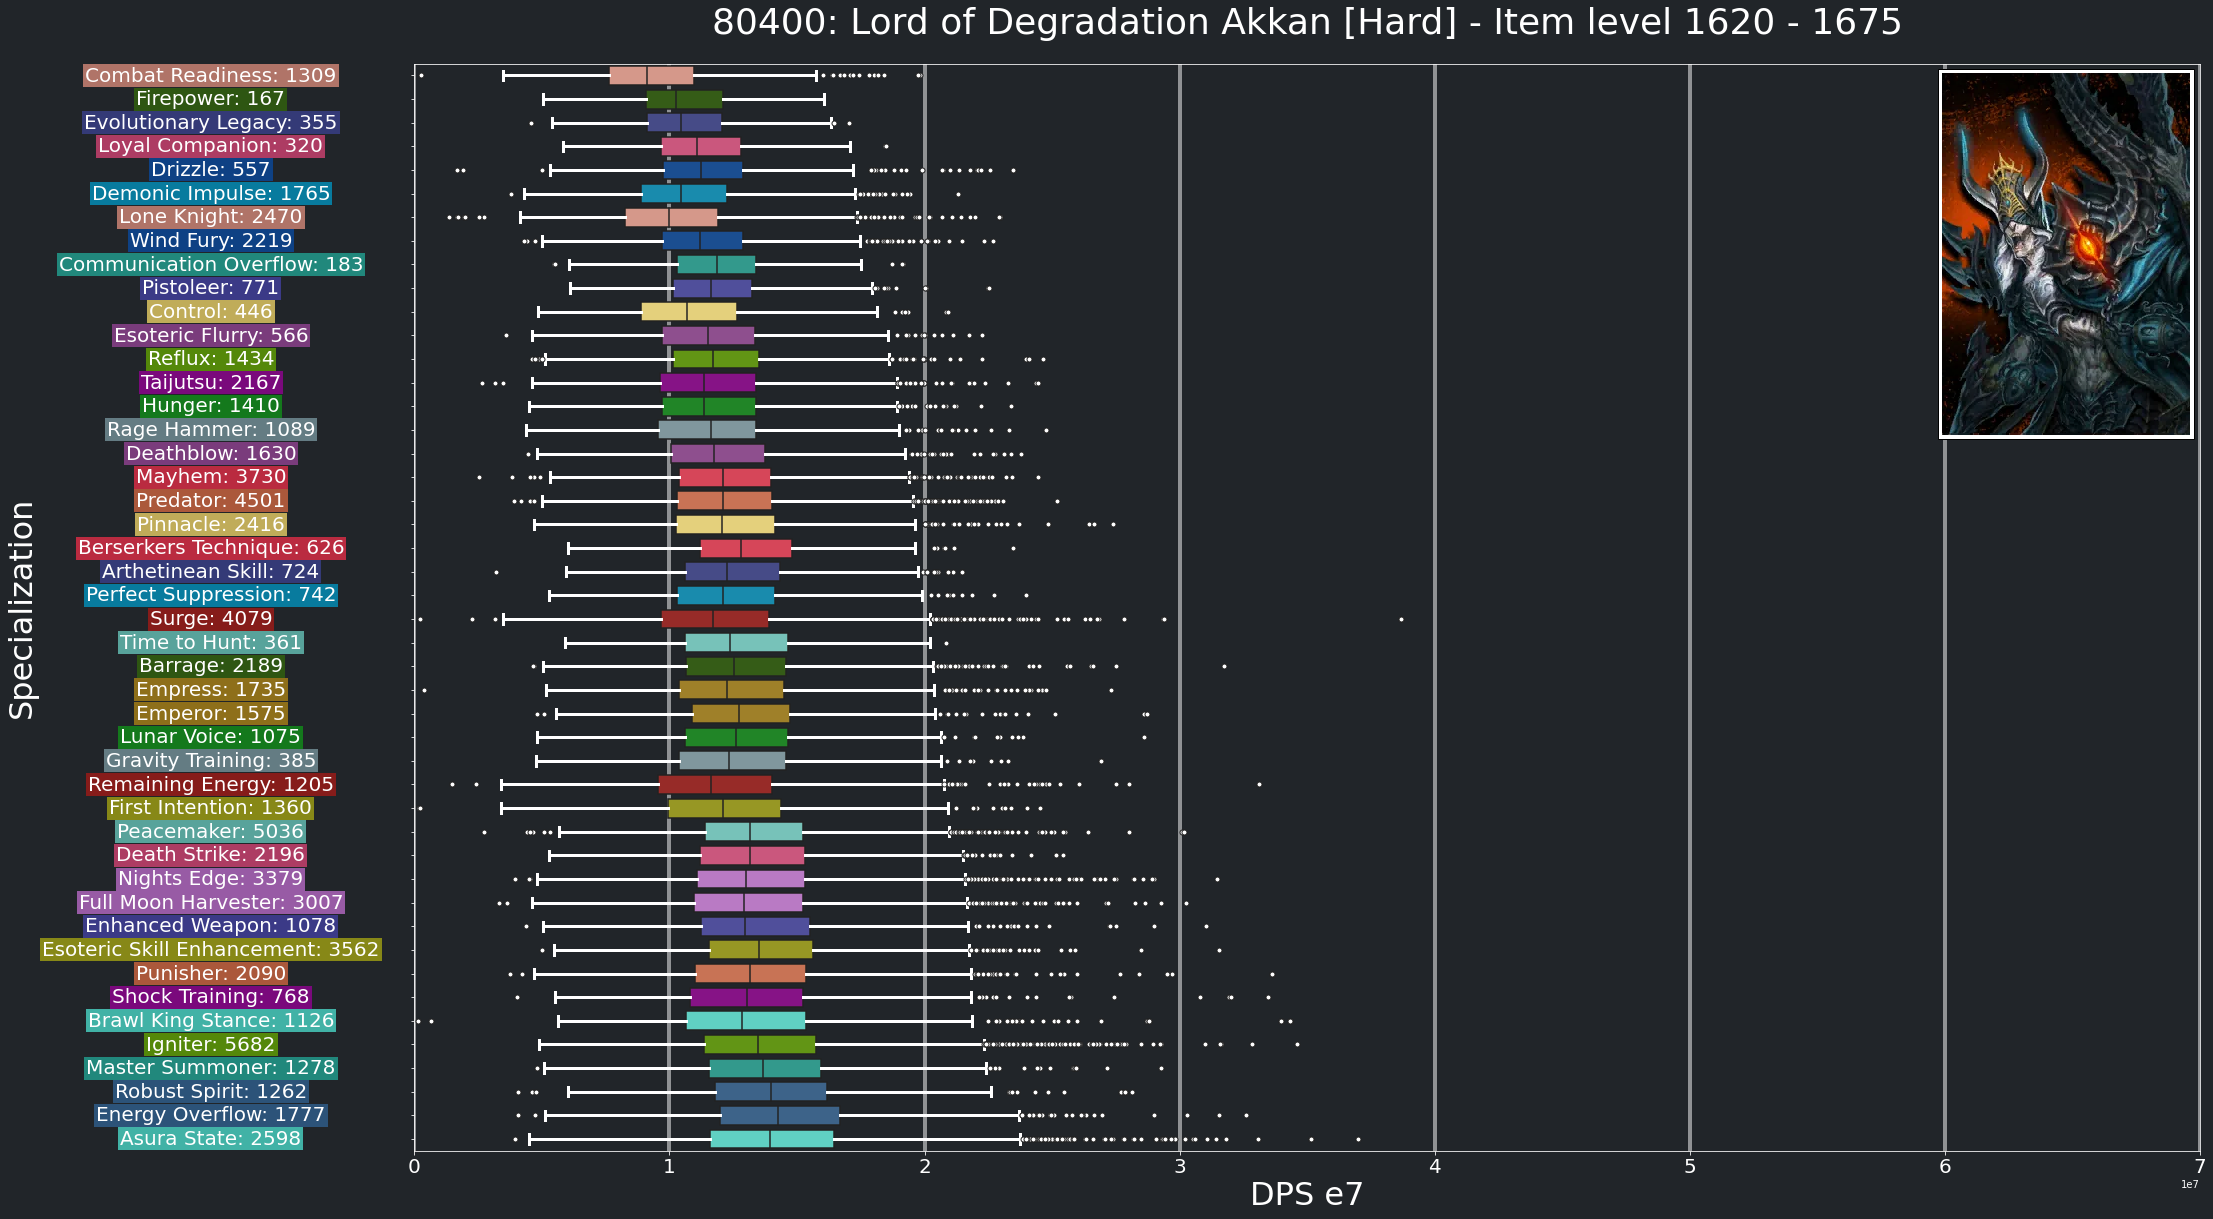 80400: Lord of Degradation Akkan [Hard] - Item level 1620 - 1675
Combat Readiness: 1309
Firepower: 167
Evolutionary Legacy: 355
Loyal Companion: 320
Drizzle: 557
Demonic Impulse: 1765
Lone Knight: 2470
Wind Fury: 2219
Communication Overflow: 183
Pistoleer: 771
Control: 446
Esoteric Flurry: 566
Reflux: 1434
Taijutsu: 2167
Hunger: 1410
Rage Hammer: 1089
Deathblow: 1630
Mayhem: 3730
Predator: 4501
Pinnacle: 2416
Berserkers Technique: 626
Arthetinean Skill: 724
Perfect Suppression: 742
Surge: 4079
Time to Hunt: 361
Barrage: 2189
Empress: 1735
Emperor: 1575
Lunar Voice: 1075
Gravity Training: 385
Remaining Energy: 1205
First Intention: 1360
Peacemaker: 5036
Death Strike: 2196
Nights Edge: 3379
Full Moon Harvester: 3007
Enhanced Weapon: 1078
Esoteric Skill Enhancement: 3562
Punisher: 2090
Shock Training: 768
Brawl King Stance: 1126
Igniter: 5682
Master Summoner: 1278
Robust Spirit: 1262
Energy Overflow: 1777
Asura State: 2598
Specialization
0 1 2 3 4 5 6 7
DPS e7
1e7